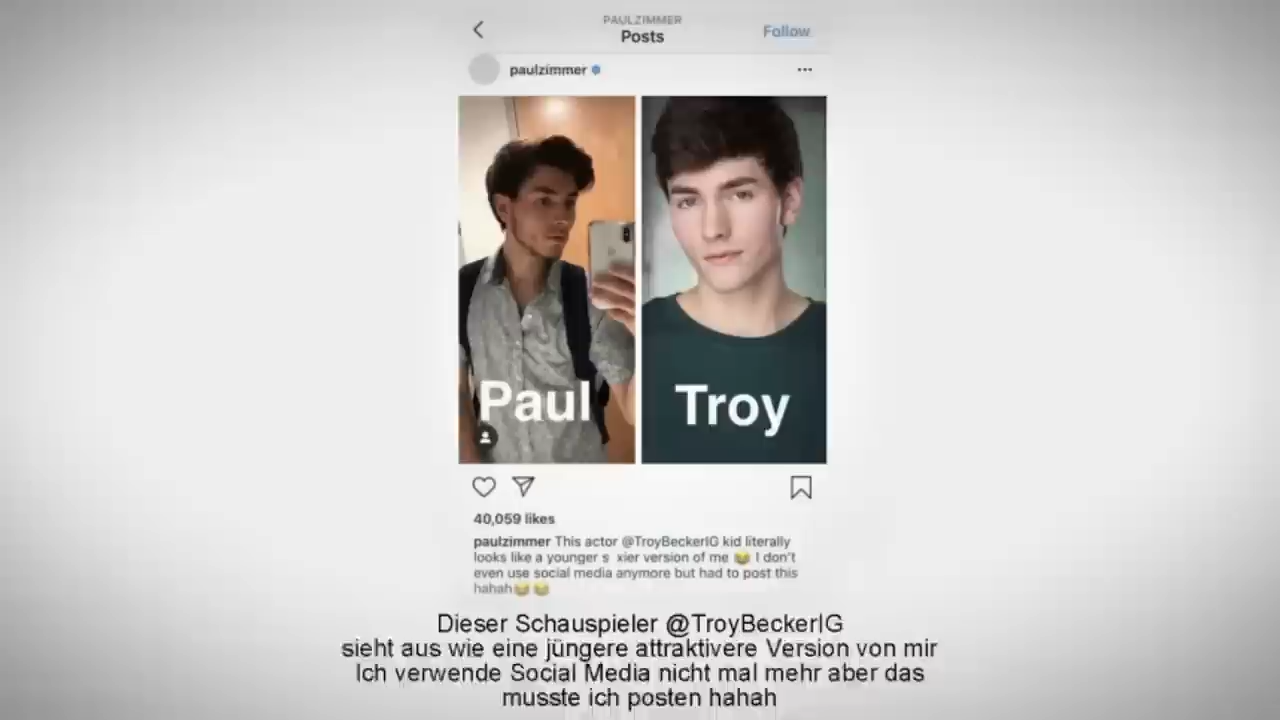 PAULZIMMER
Posts
Follow
paulzimmer
Paul
Troy
40,059 likes
paulzimmer This actor @TroyBeckerIG kid literally
looks like a younger s xier version of me 😂 I don't
even use social media anymore but had to post this
hahah😂 😂
Dieser Schauspieler @TroyBeckerIG
sieht aus wie eine jüngere attraktivere Version von mir
Ich verwende Social Media nicht mal mehr aber das
musste ich posten hahah